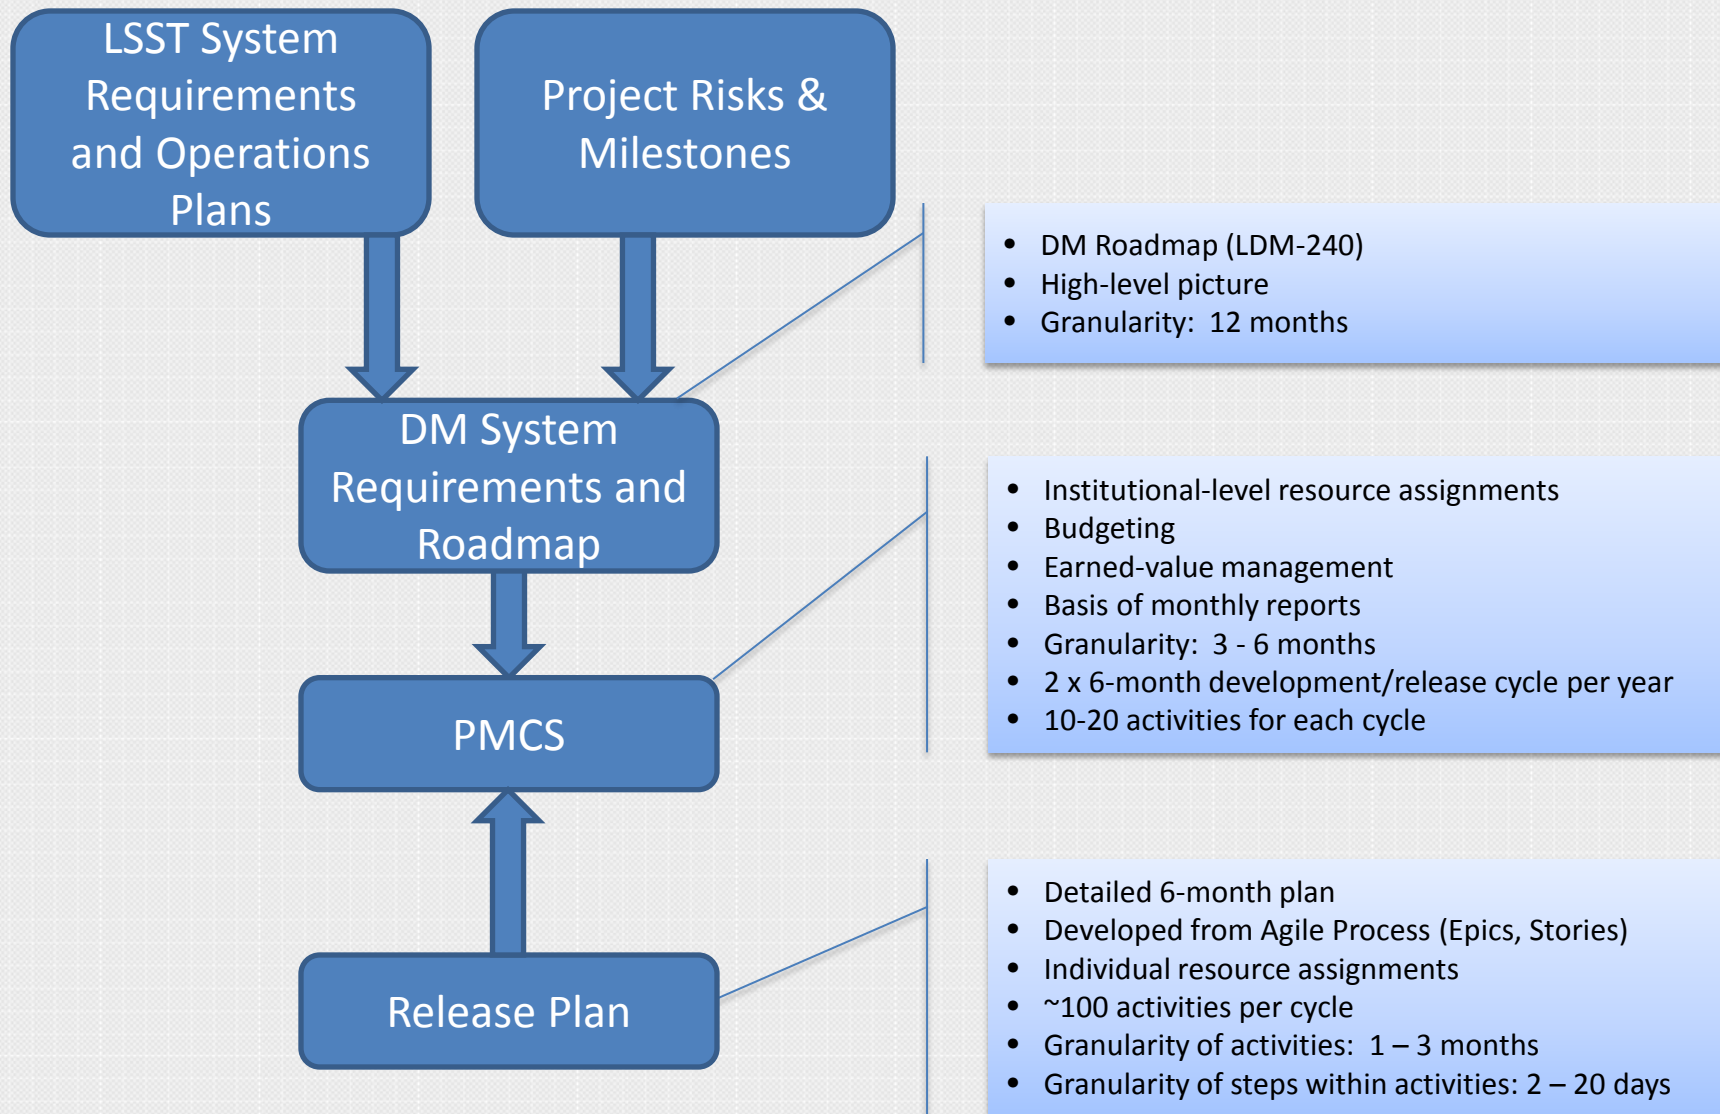 LSST System
Requirements
and Operations
Plans
Project Risks &
Milestones
• DM Roadmap (LDM-240)
• High-level picture
• Granularity: 12 months
DM System
Requirements and
Roadmap
• Institutional-level resource assignments
• Budgeting
• Earned-value management
• Basis of monthly reports
• Granularity: 3 - 6 months
• 2 x 6-month development/release cycle per year
• 10-20 activities for each cycle
PMCS
• Detailed 6-month plan
• Developed from Agile Process (Epics, Stories)
• Individual resource assignments
• ~100 activities per cycle
• Granularity of activities: 1 – 3 months
• Granularity of steps within activities: 2 – 20 days
Release Plan